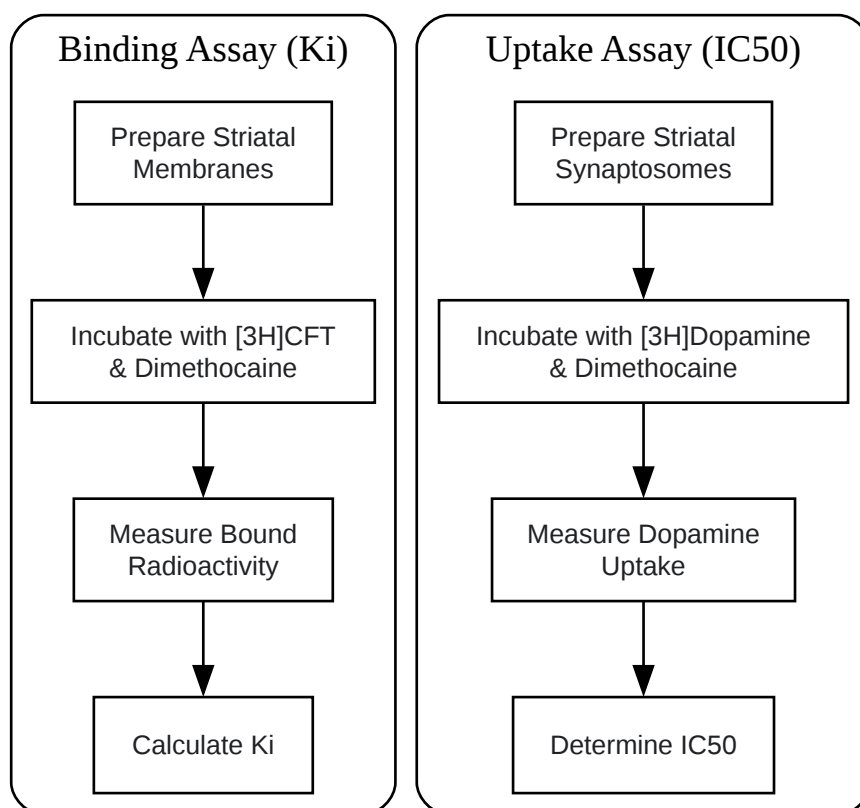 Binding Assay (Ki)
Prepare Striatal
Membranes
Incubate with [3H]CFT
& Dimethocaine
Measure Bound
Radioactivity
Calculate Ki
Uptake Assay (IC50)
Prepare Striatal
Synaptosomes
Incubate with [3H]Dopamine
& Dimethocaine
Measure Dopamine
Uptake
Determine IC50